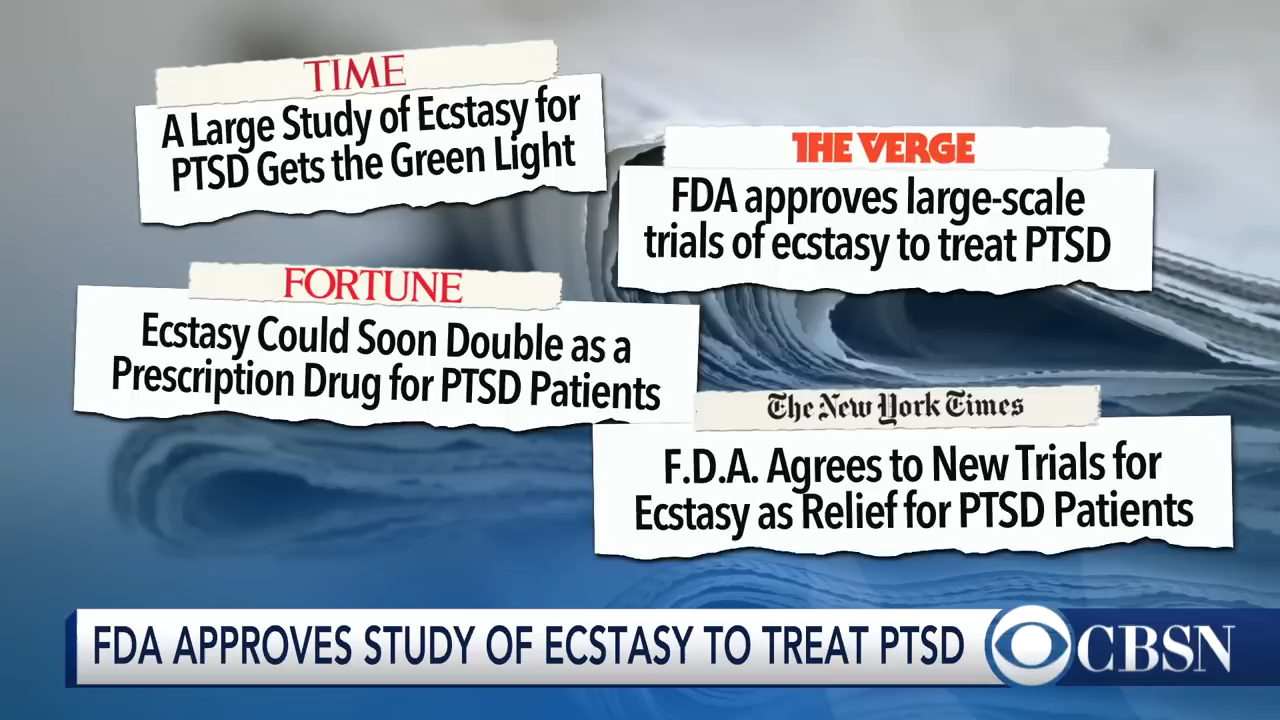 TIME
A Large Study of Ecstasy for
PTSD Gets the Green Light
THE VERGE
FDA approves large-scale
trials of ecstasy to treat PTSD
FORTUNE
Ecstasy Could Soon Double as a
Prescription Drug for PTSD Patients
The New York Times
F.D.A. Agrees to New Trials for
Ecstasy as Relief for PTSD Patients
FDA APPROVES STUDY OF ECSTASY TO TREAT PTSD
CBSN